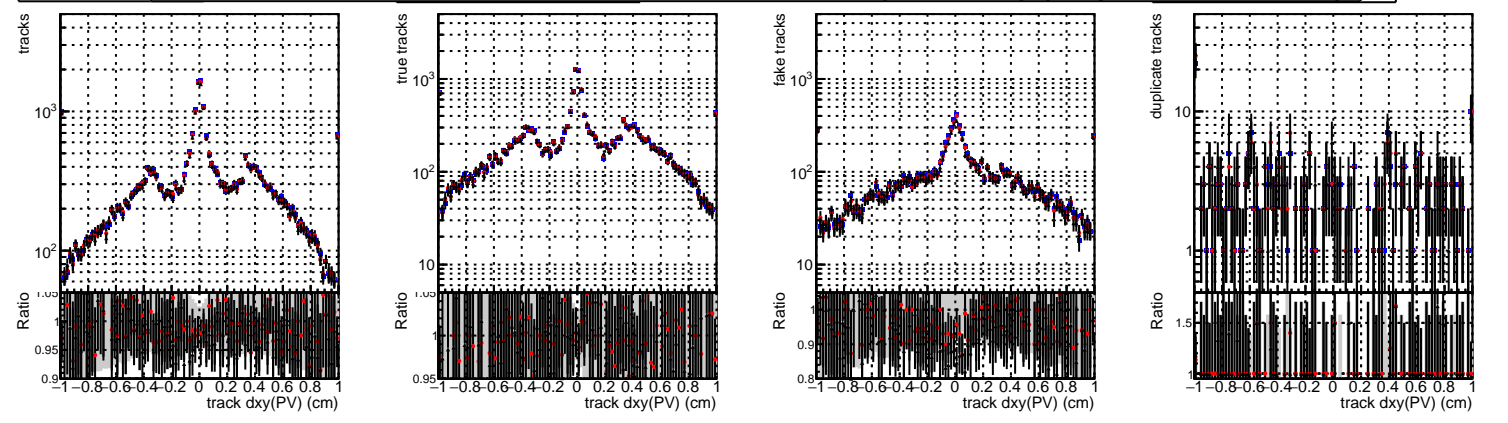 tracks
10³
10²
Ratio
1.05
1
0.95
0.9
−1 −0.8 −0.6 −0.4 −0.2 0 0.2 0.4 0.6 0.8 1
track dxy(PV) (cm)
true tracks
10³
10²
10
Ratio
1.05
1
0.95
−1 −0.8 −0.6 −0.4 −0.2 0 0.2 0.4 0.6 0.8 1
track dxy(PV) (cm)
fake tracks
10³
10²
10
Ratio
1
0.9
0.8
−1 −0.8 −0.6 −0.4 −0.2 0 0.2 0.4 0.6 0.8 1
track dxy(PV) (cm)
duplicate tracks
10
1
Ratio
1.5
1
−1 −0.8 −0.6 −0.4 −0.2 0 0.2 0.4 0.6 0.8 1
track dxy(PV) (cm)